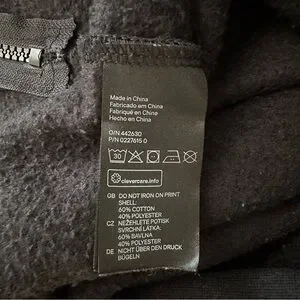 Made in China
Fabricado em China
Fabriqué en Chine
Hecho en China
O/N 442630
P/N 0227615 0
30
clevercare.info
GB DO NOT IRON ON PRINT
SHELL:
60% COTTON
40% POLYESTER
CZ NEŽEHLETE POTISK
SVRCHNÍ LÁTKA:
60% BAVLNA
40% POLYESTER
DE NICHT ÜBER DEN DRUCK
BÜGELN